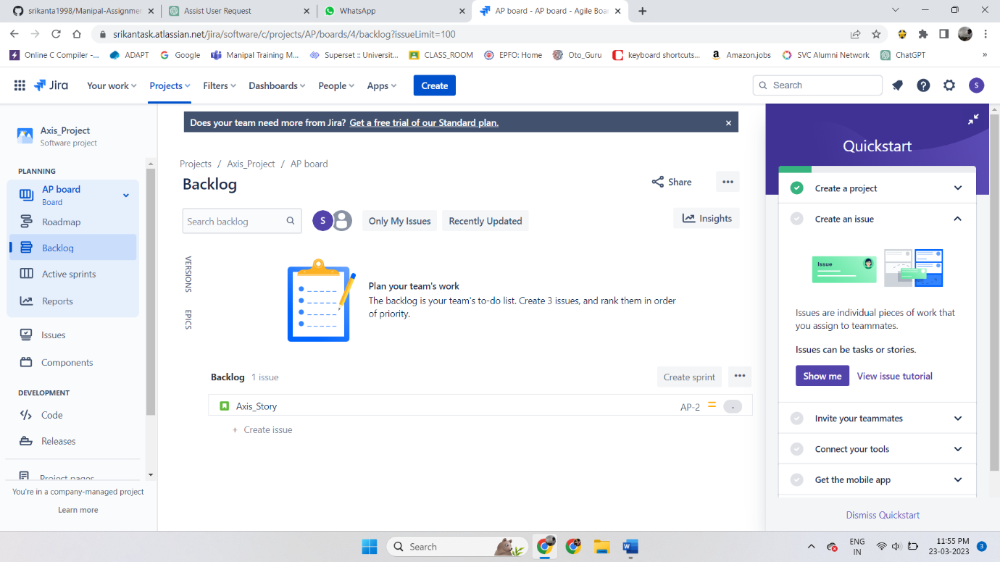 srikanta1998/Manipal-Assignmer
Assist User Request
WhatsApp
AP board - AP board - Agile Boa
srikantask.atlassian.net/jira/software/c/projects/AP/boards/4/backlog?issueLimit=100
Online C Compiler -...
ADAPT
Google
Manipal Training M...
Superset :: Universit...
CLASS_ROOM
EPFO: Home
Oto_Guru
keyboard shortcuts...
Amazon.jobs
SVC Alumni Network
ChatGPT
»
Jira
Your work
Projects
Filters
Dashboards
People
Apps
Create
Search
S
Axis_Project
Software project
PLANNING
AP board
Board
Roadmap
Backlog
Active sprints
Reports
Issues
Components
DEVELOPMENT
Code
Releases
Project pages
You're in a company-managed project
Learn more
Does your team need more from Jira? Get a free trial of our Standard plan.
Projects / Axis_Project / AP board
Backlog
Share
Search backlog
S
Only My Issues
Recently Updated
Insights
VERSIONS
EPICS
Plan your team's work
The backlog is your team's to-do list. Create 3 issues, and rank them in order
of priority.
Backlog 1 issue
Create sprint
Axis_Story
AP-2
-
+ Create issue
Quickstart
Create a project
Create an issue
Issue
Issues are individual pieces of work that
you assign to teammates.
Issues can be tasks or stories.
Show me
View issue tutorial
Invite your teammates
Connect your tools
Get the mobile app
Dismiss Quickstart
Search
ENG
IN
11:55 PM
23-03-2023
3